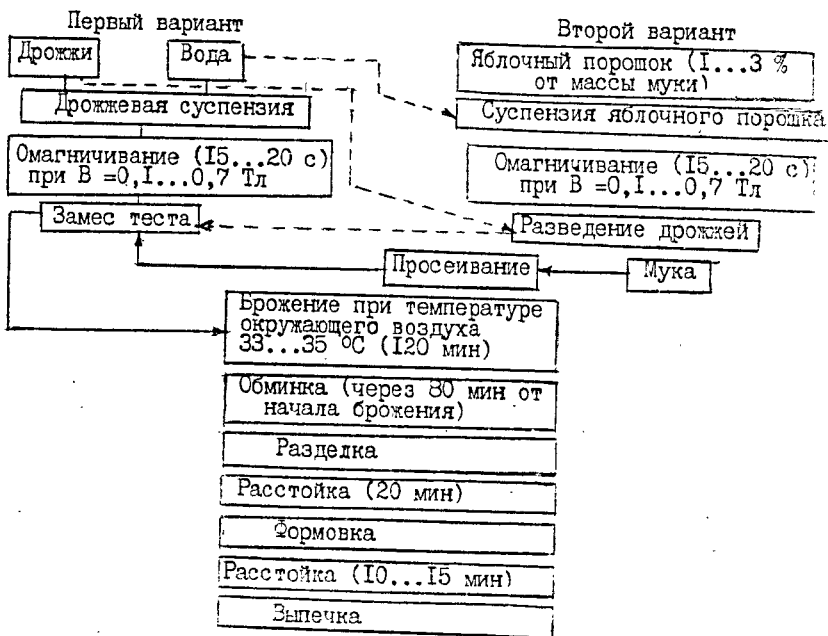 Первый вариант
Дрожжи
Вода
Дрожжевая суспензия
Омагничивание (I5...20 с)
при В =0,I...0,7 Тл
Замес теста
Второй вариант
Яблочный порошок (I...3 %
от массы муки)
Суспензия яблочного порошка
Омагничивание (I5...20 с)
при В =0,I...0,7 Тл
Разведение дрожжей
Просеивание
Мука
Брожение при температуре
окружающего воздуха
33...35 °С (I20 мин)
Обминка (через 80 мин от
начала брожения)
Разделка
Расстойка (20 мин)
Формовка
Расстойка (I0...I5 мин)
Выпечка